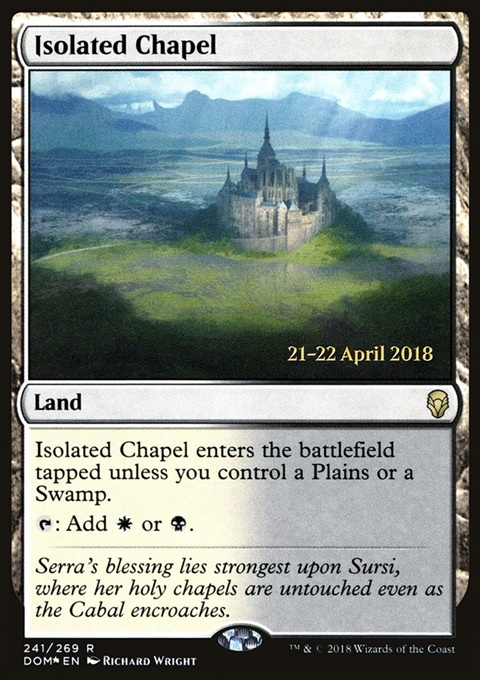 Isolated Chapel
21–22 April 2018
Land
Isolated Chapel enters the battlefield
tapped unless you control a Plains or a
Swamp.
: Add or .
Serra's blessing lies strongest upon Sursi,
where her holy chapels are untouched even as
the Cabal encroaches.
241/269 R
DOM★EN Richard Wright
™ & © 2018 Wizards of the Coast